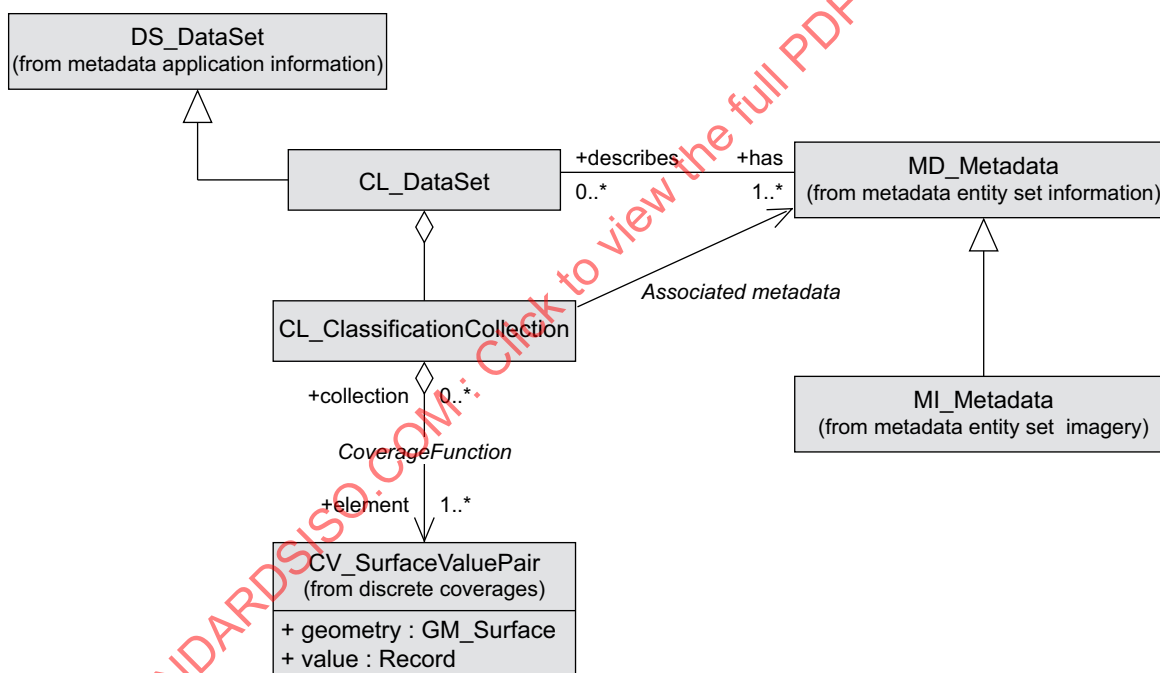 DS_DataSet
(from metadata application information)
CL_DataSet
+describes
+has
0..*
1..*
MD_Metadata
(from metadata entity set information)
Associated metadata
CL_ClassificationCollection
+collection
0..*
CoverageFunction
+element
1..*
MI_Metadata
(from metadata entity set imagery)
CV_SurfaceValuePair
(from discrete coverages)
+ geometry : GM_Surface
+ value : Record
NDARDSISO.COM : Click to view the full PDF